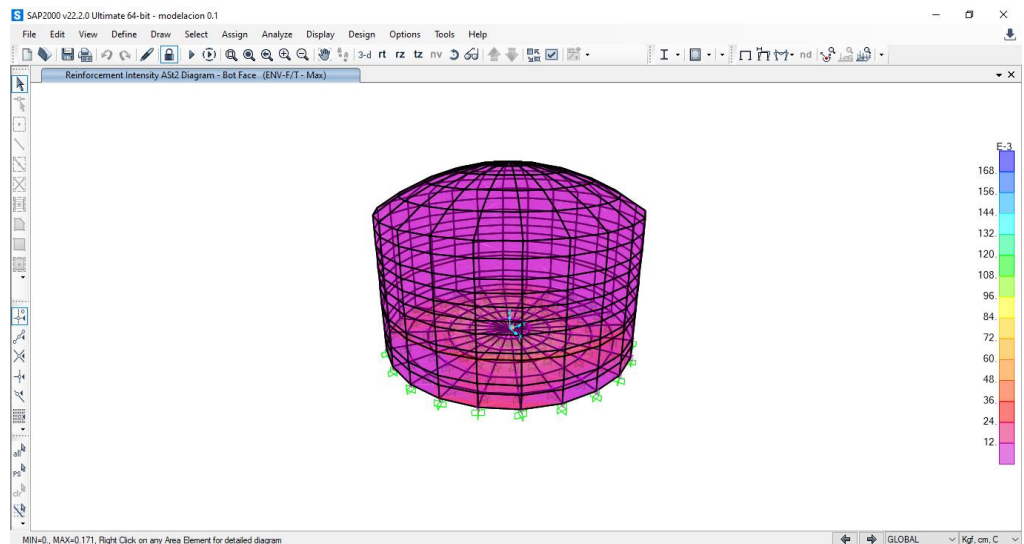 SAP2000 v22.2.0 Ultimate 64-bit - modelacion 0.1
File Edit View Define Draw Select Assign Analyze Display Design Options Tools Help
3-d rt rz tz nv nd
Reinforcement Intensity ASt2 Diagram - Bot Face (ENV-F/T - Max)
E-3
168.
156.
144.
132.
120.
108.
96.
84.
72.
60.
48.
36.
24.
12.
all
PS
clr
MIN=0., MAX=0.171, Right Click on any Area Element for detailed diagram
GLOBAL
Kgf, cm, C